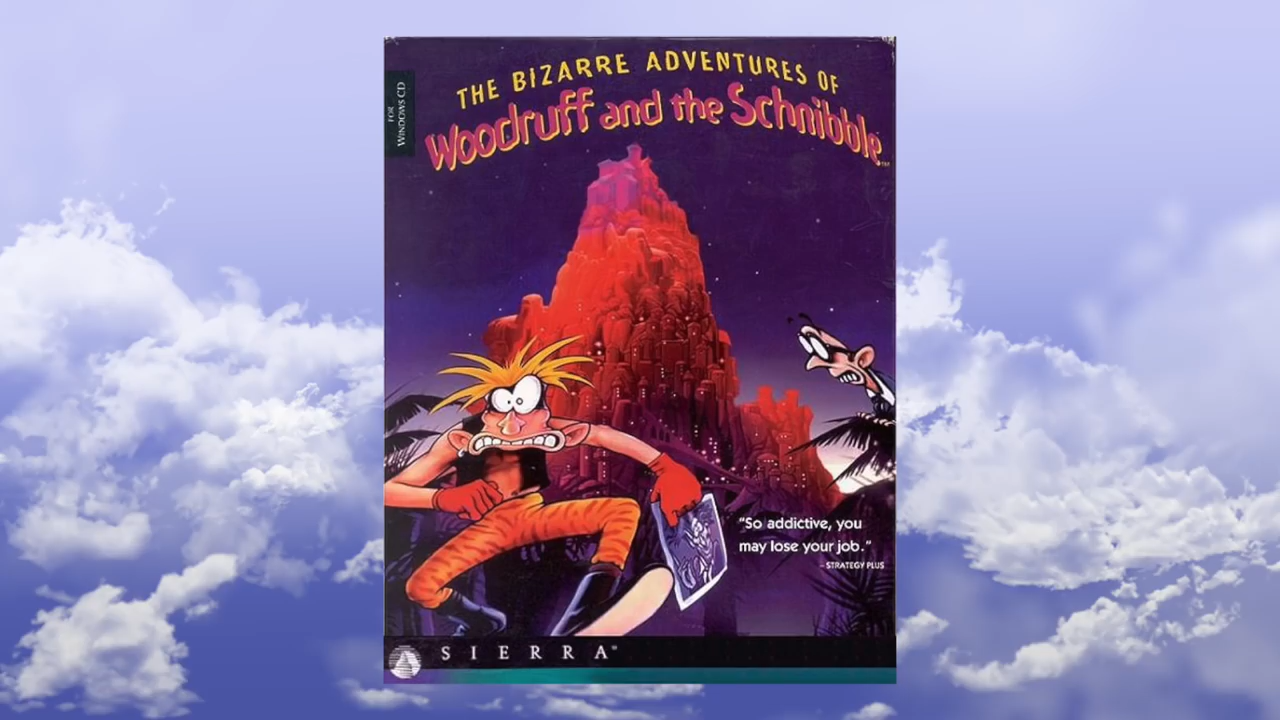 THE BIZARRE ADVENTURES OF
Woodruff and the Schnibble™
FOR
WINDOWS CD
"So addictive, you
may lose your job."
– STRATEGY PLUS
SIERRA®